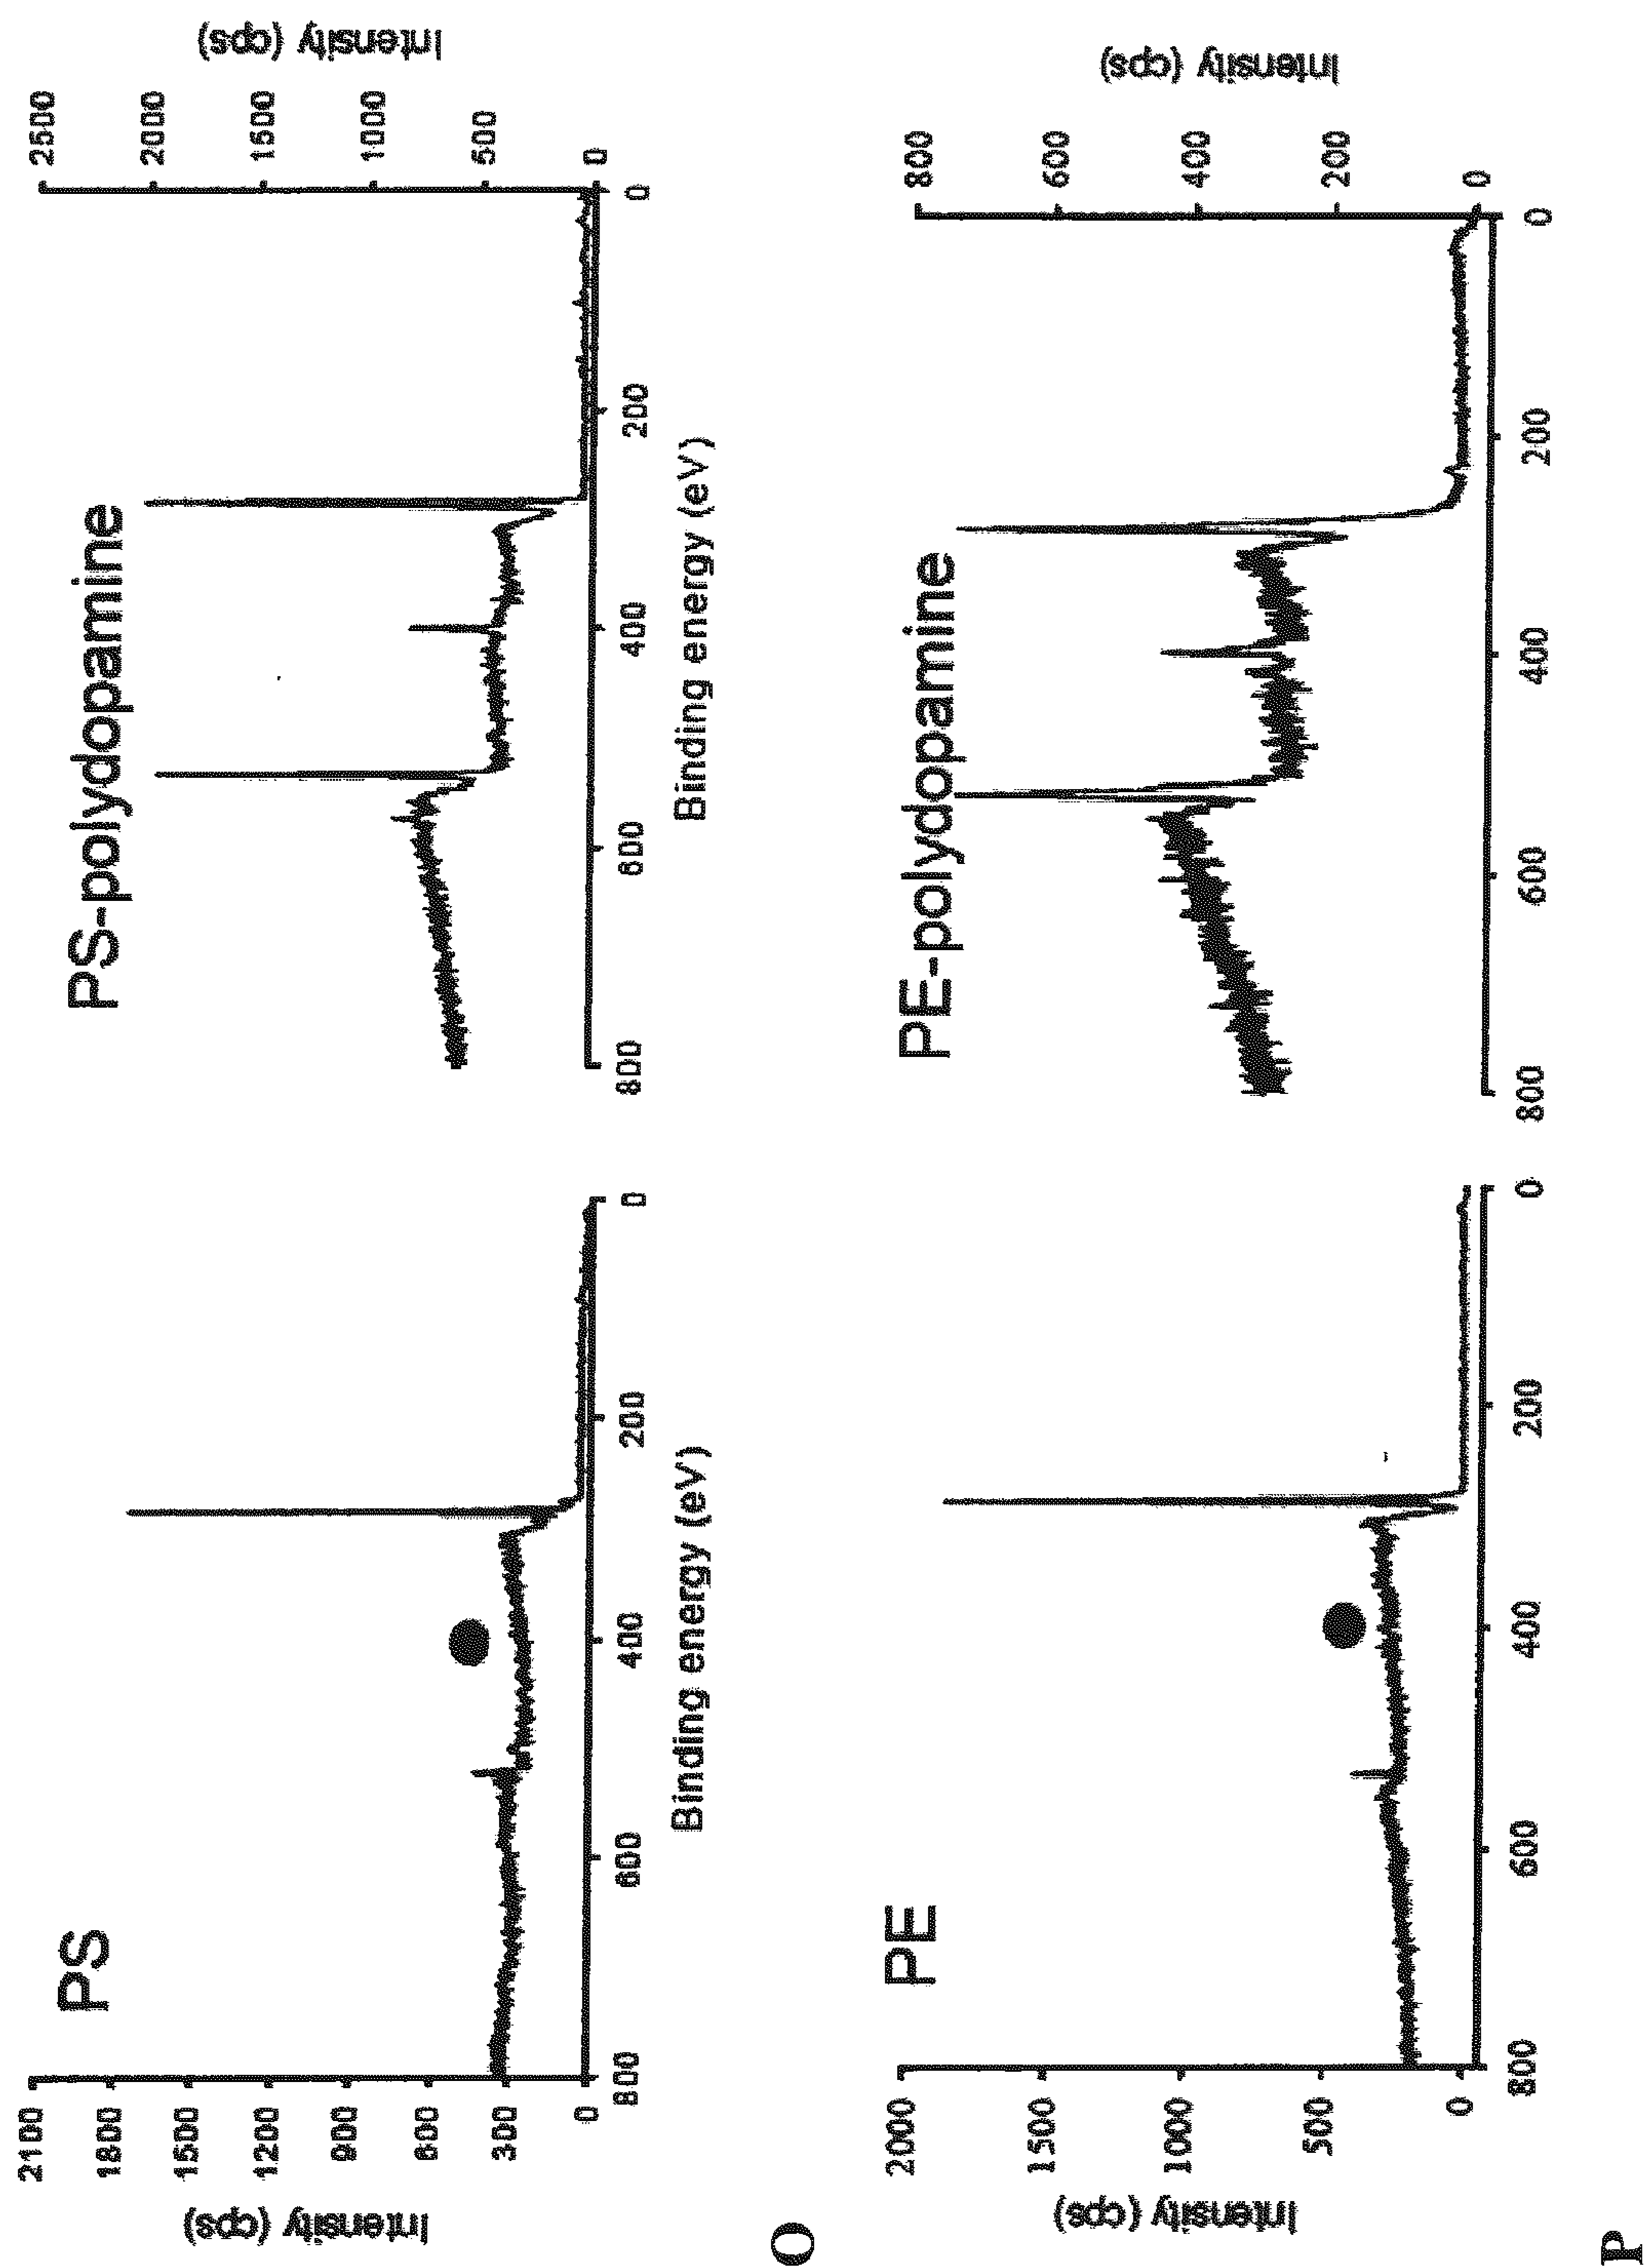 O
PS
Intensity (cps)
2100
1800
1500
1200
900
600
300
0
800 600 400 200 0
Binding energy (eV)
PS-polydopamine
Intensity (cps)
2500
2000
1500
1000
500
0
800 600 400 200 0
Binding energy (eV)
P
PE
Intensity (cps)
2000
1500
1000
500
0
800 600 400 200 0
PE-polydopamine
Intensity (cps)
800
600
400
200
0
800 600 400 200 0